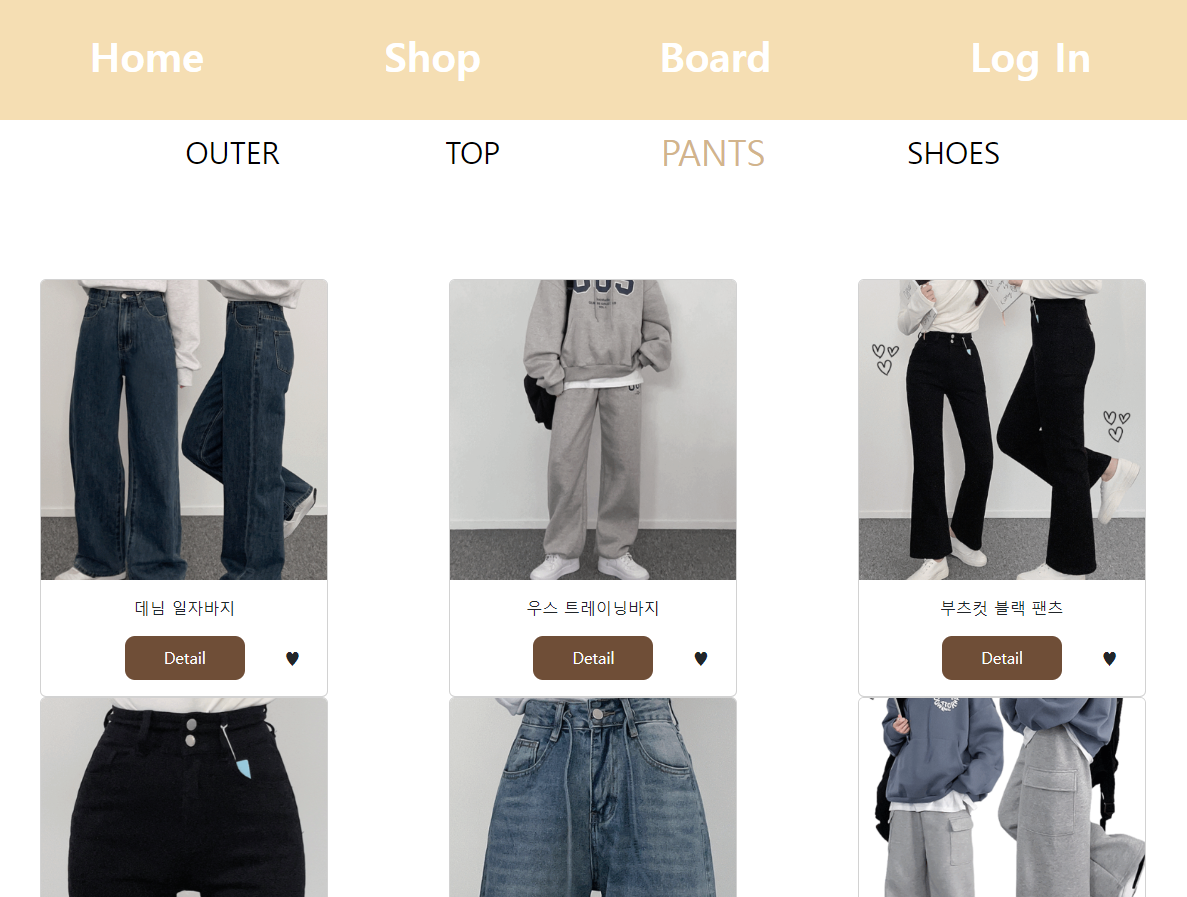 Home Shop Board Log In
OUTER TOP PANTS SHOES
데님 일자바지
우스 트레이닝바지
부츠컷 블랙 팬츠
Detail ♥
Detail ♥
Detail ♥